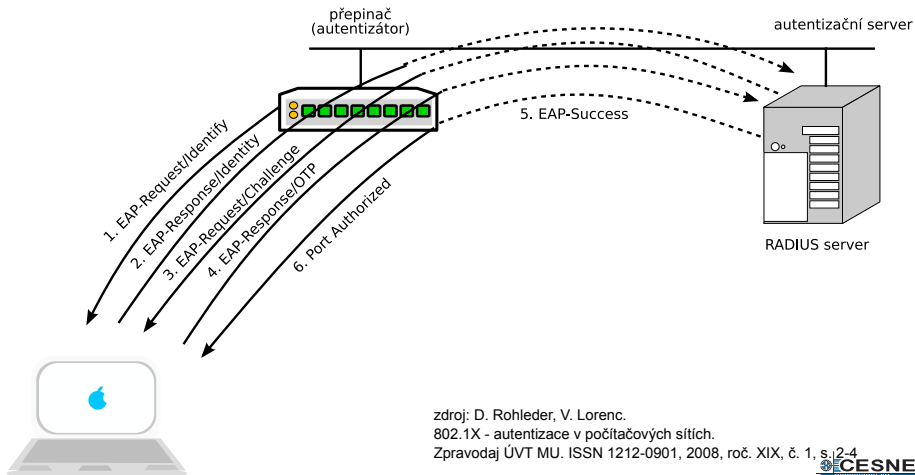 přepinač
(autentizátor)
autentizační server
5. EAP-Success
1. EAP-Request/Identify
2. EAP-Response/Identity
3. EAP-Request/Challenge
4. EAP-Response/OTP
6. Port Authorized
RADIUS server
zdroj: D. Rohleder, V. Lorenc.
802.1X - autentizace v počítačových sítích.
Zpravodaj ÚVT MU. ISSN 1212-0901, 2008, roč. XIX, č. 1, s. 2-4
CESNE